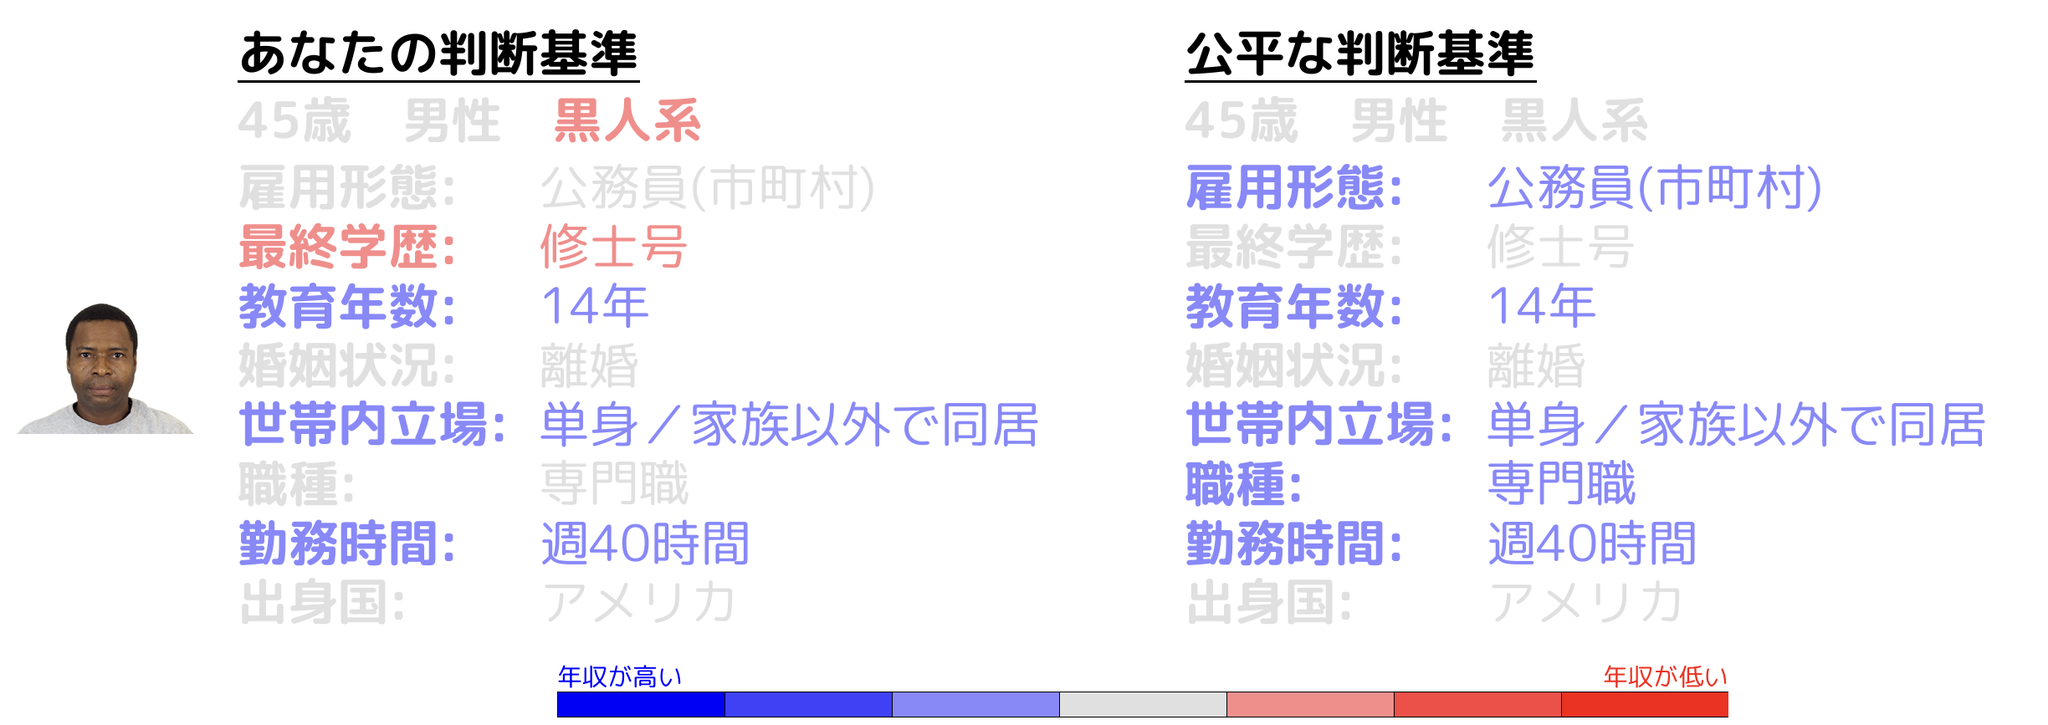 あなたの判断基準
45歳 男性 黒人系
雇用形態: 公務員(市町村)
最終学歴: 修士号
教育年数: 14年
婚姻状況: 離婚
世帯内立場: 単身／家族以外で同居
職種: 専門職
勤務時間: 週40時間
出身国: アメリカ
公平な判断基準
45歳 男性 黒人系
雇用形態: 公務員(市町村)
最終学歴: 修士号
教育年数: 14年
婚姻状況: 離婚
世帯内立場: 単身／家族以外で同居
職種: 専門職
勤務時間: 週40時間
出身国: アメリカ
年収が高い
年収が低い